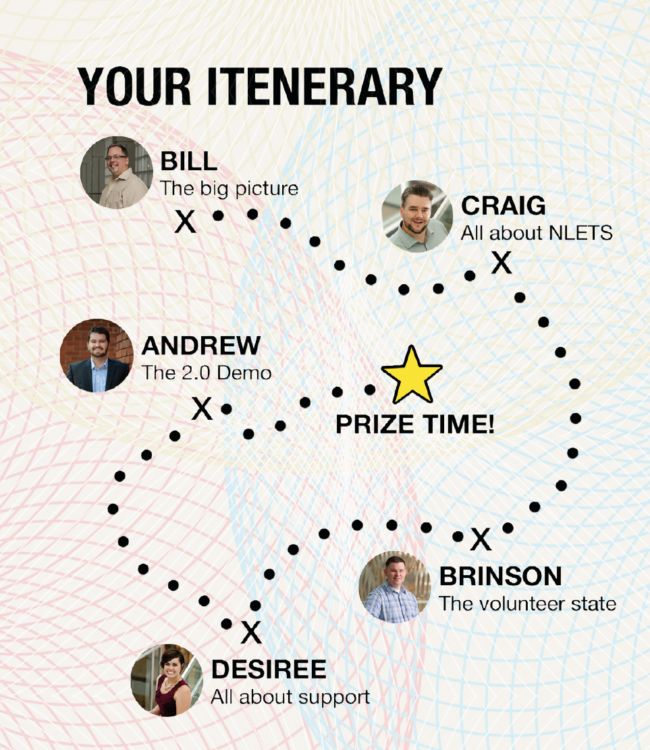 YOUR ITENERARY
BILL
The big picture
X
CRAIG
All about NLETS
X
ANDREW
The 2.0 Demo
X
PRIZE TIME!
X
BRINSON
The volunteer state
X
DESIREE
All about support